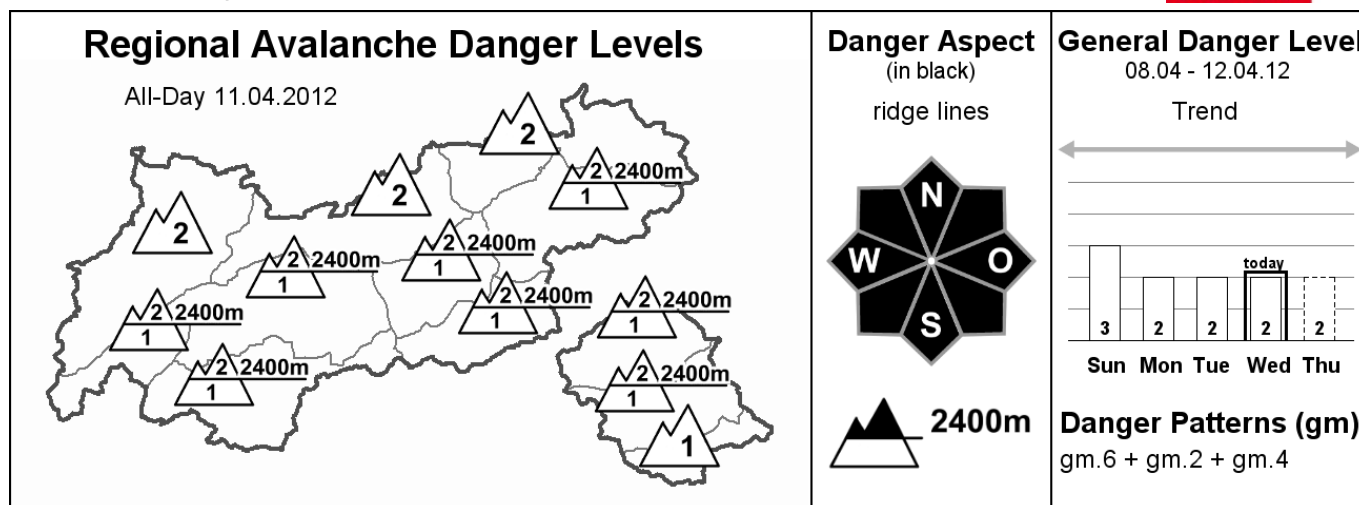 Regional Avalanche Danger Levels
All-Day 11.04.2012
2
2
2
2 2400m
1
2 2400m
1
2 2400m
1
2 2400m
1
2 2400m
1
2 2400m
1
2 2400m
1
2 2400m
1
1
Danger Aspect
(in black)
ridge lines
N
W
O
S
2400m
General Danger Level
08.04 - 12.04.12
Trend
today
3 2 2 2 2
Sun Mon Tue Wed Thu
Danger Patterns (gm)
gm.6 + gm.2 + gm.4